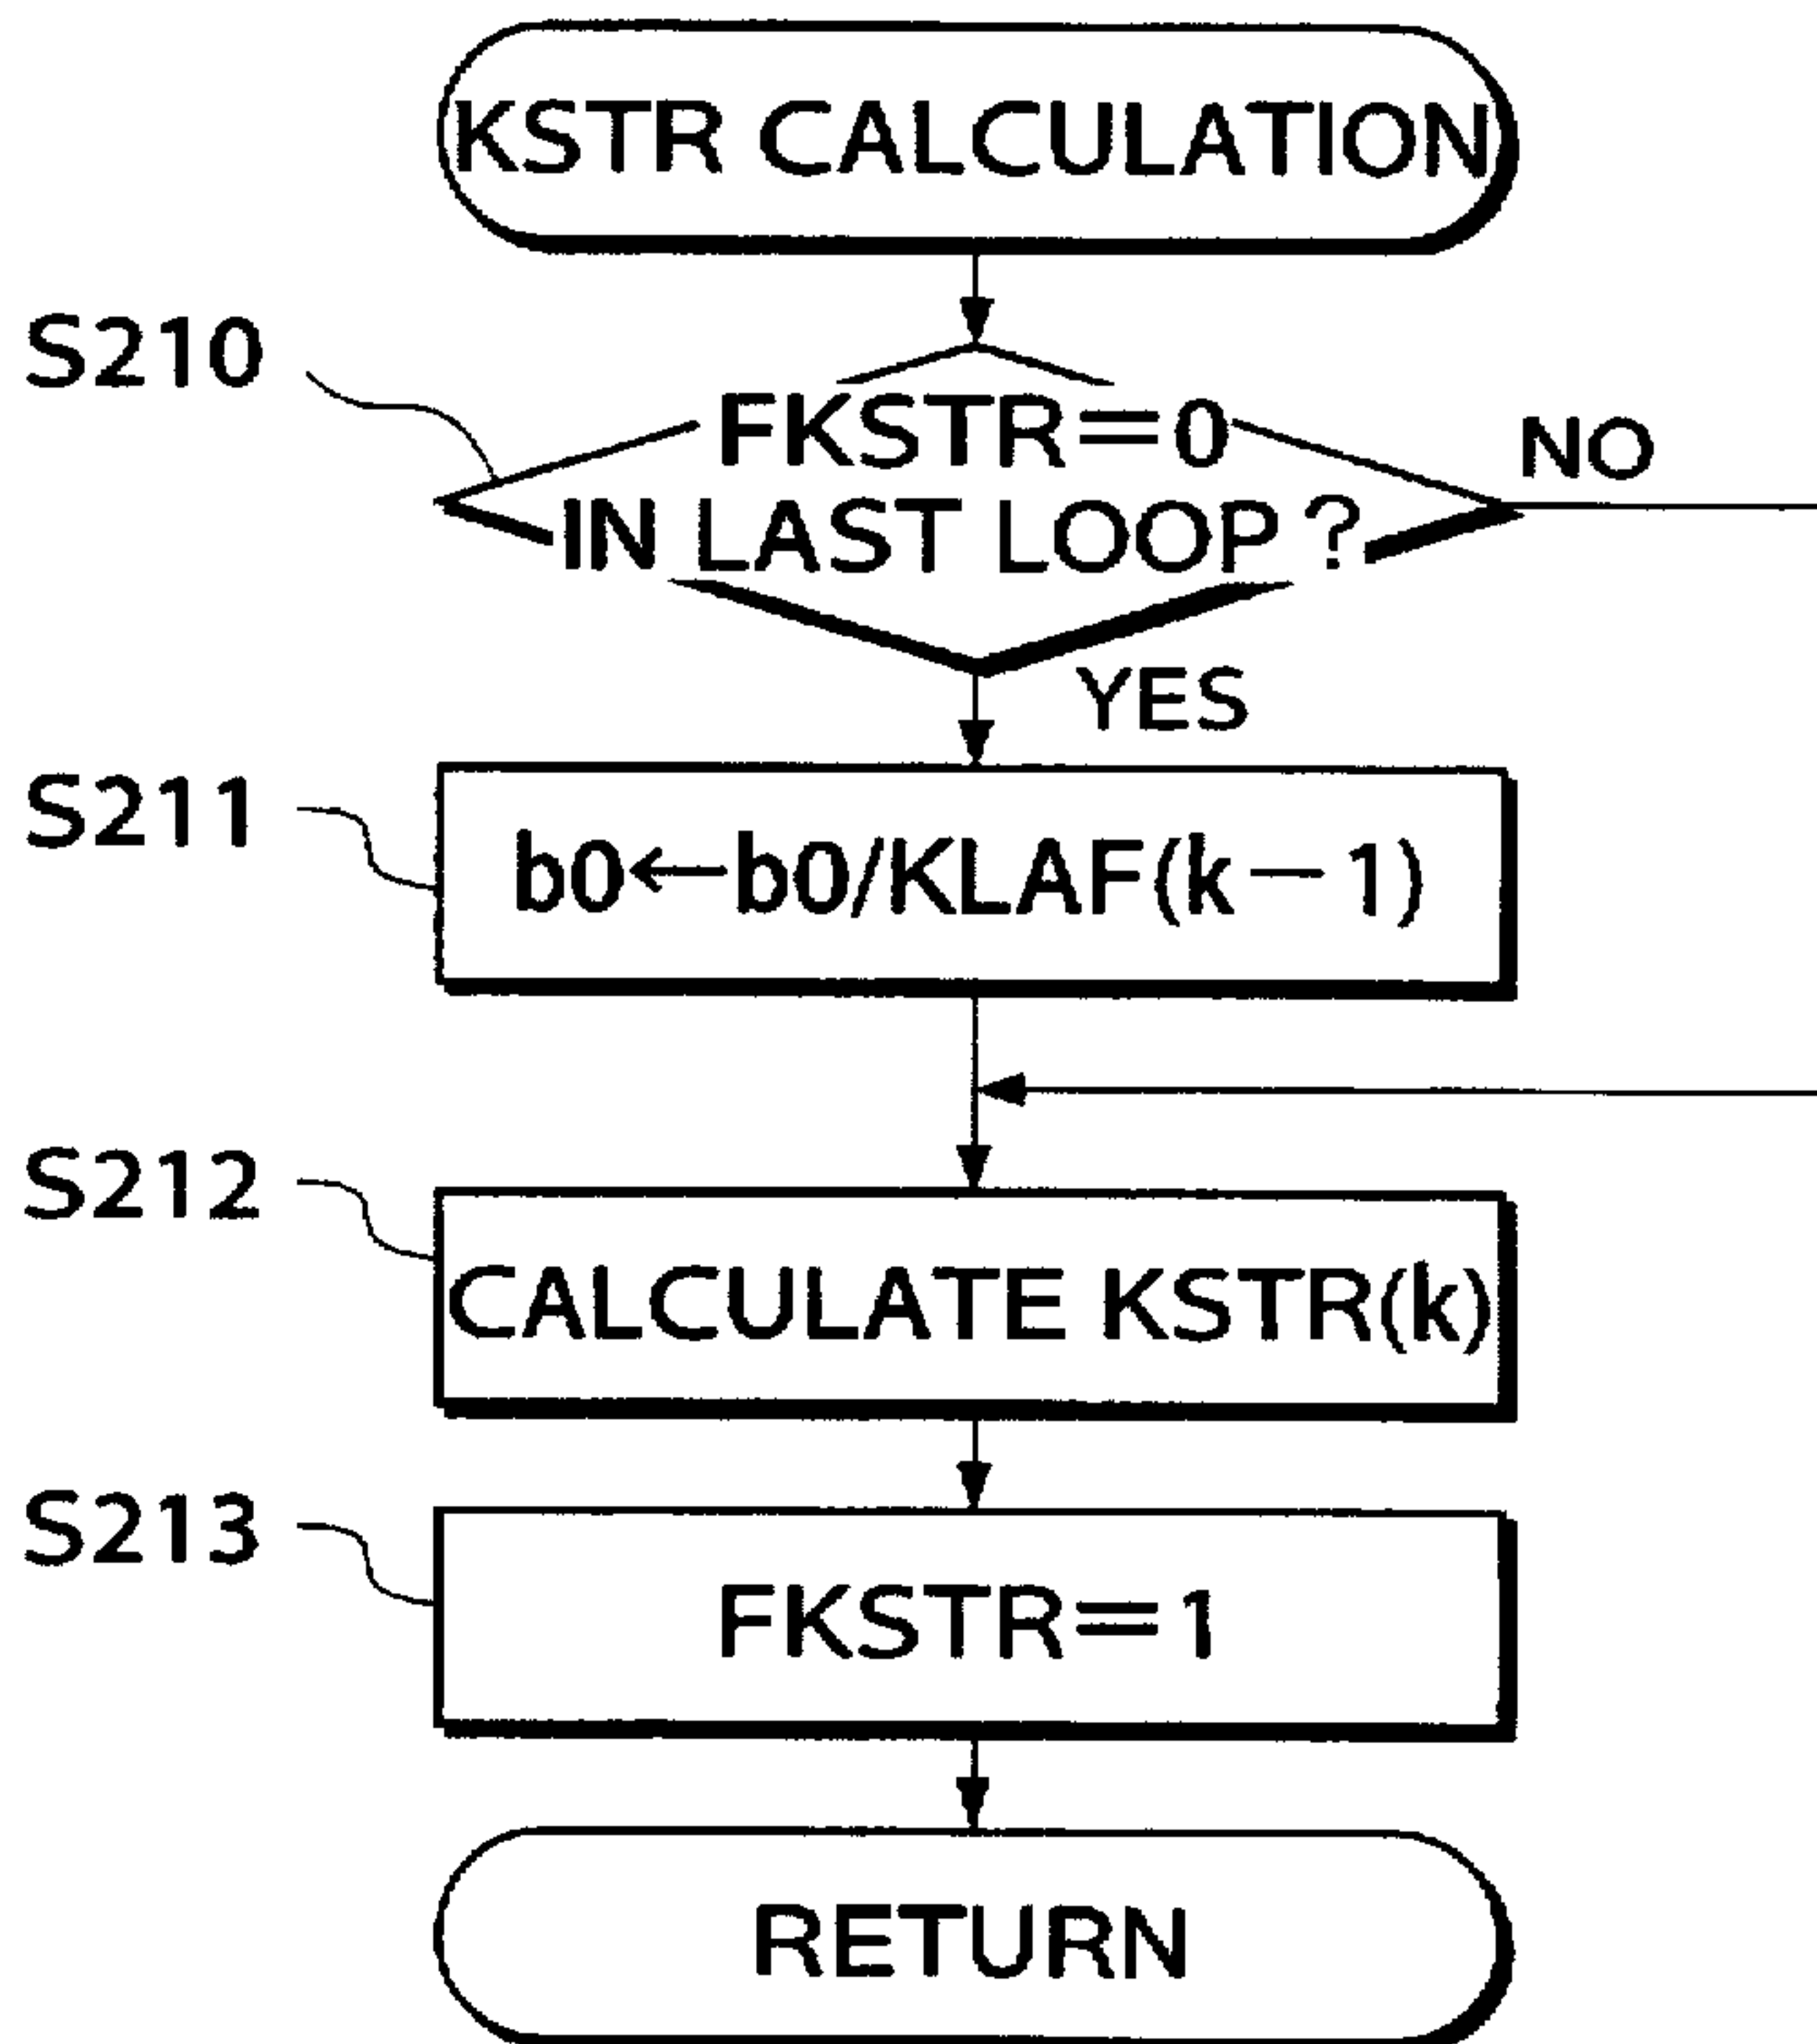 KSTR CALCULATION
S210
FKSTR=0
IN LAST LOOP ?
NO
YES
S211
b0←b0/KLAF(k−1)
S212
CALCULATE KSTR(k)
S213
FKSTR=1
RETURN